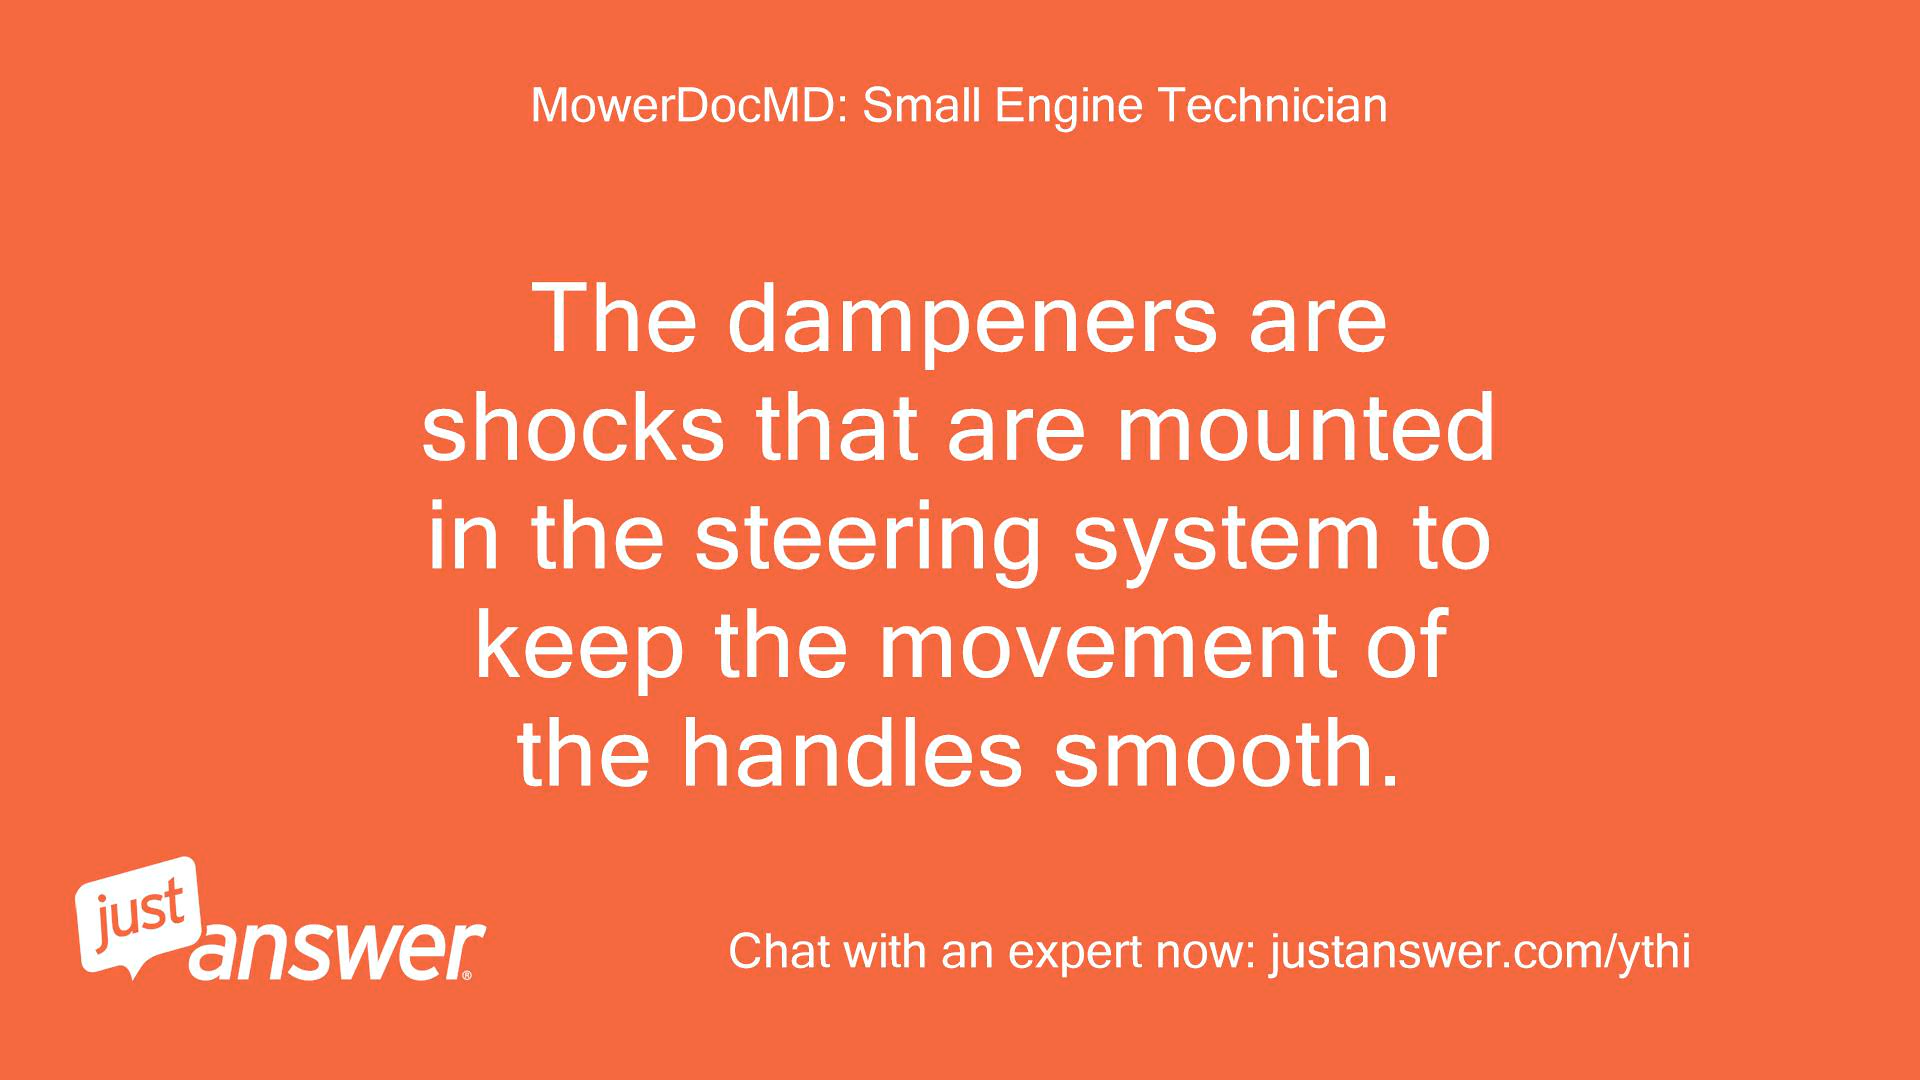 MowerDocMD: Small Engine Technician
The dampeners are
shocks that are mounted
in the steering system to
keep the movement of
the handles smooth.
just
answer®
Chat with an expert now: justanswer.com/ythi